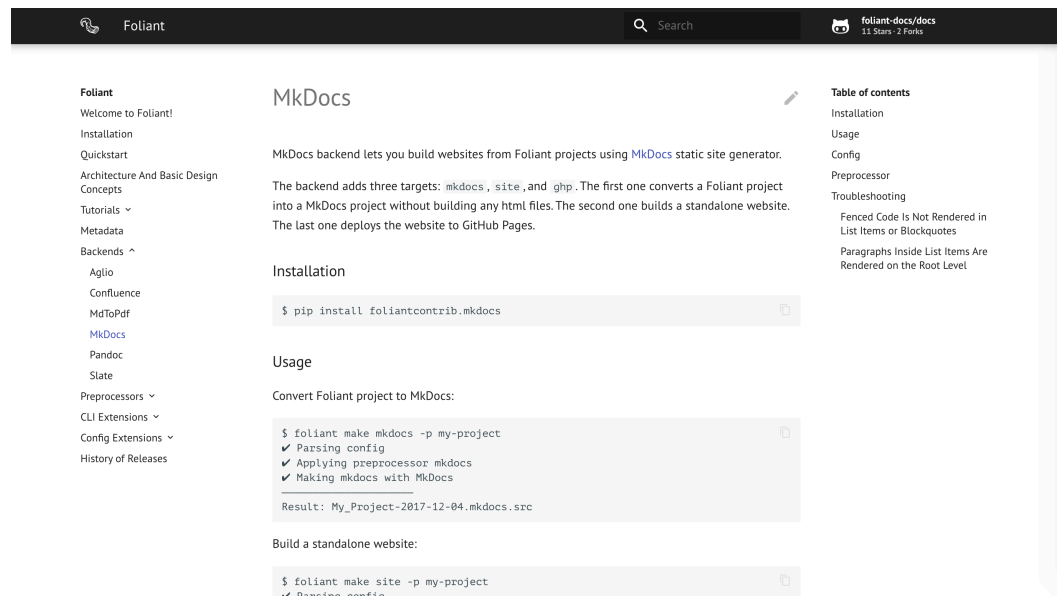 Foliant
Search
foliant-docs/docs
11 Stars · 2 Forks
Foliant
Welcome to Foliant!
Installation
Quickstart
Architecture And Basic Design
Concepts
Tutorials
Metadata
Backends
Aglio
Confluence
MdToPdf
MkDocs
Pandoc
Slate
Preprocessors
CLI Extensions
Config Extensions
History of Releases
MkDocs
MkDocs backend lets you build websites from Foliant projects using MkDocs static site generator.
The backend adds three targets: mkdocs, site, and ghp. The first one converts a Foliant project
into a MkDocs project without building any html files. The second one builds a standalone website.
The last one deploys the website to GitHub Pages.
Installation
$ pip install foliantcontrib.mkdocs
Usage
Convert Foliant project to MkDocs:
$ foliant make mkdocs -p my-project
✔ Parsing config
✔ Applying preprocessor mkdocs
✔ Making mkdocs with MkDocs
─────────────────────
Result: My_Project-2017-12-04.mkdocs.src
Build a standalone website:
$ foliant make site -p my-project
✔ Parsing config
Table of contents
Installation
Usage
Config
Preprocessor
Troubleshooting
Fenced Code Is Not Rendered in
List Items or Blockquotes
Paragraphs Inside List Items Are
Rendered on the Root Level